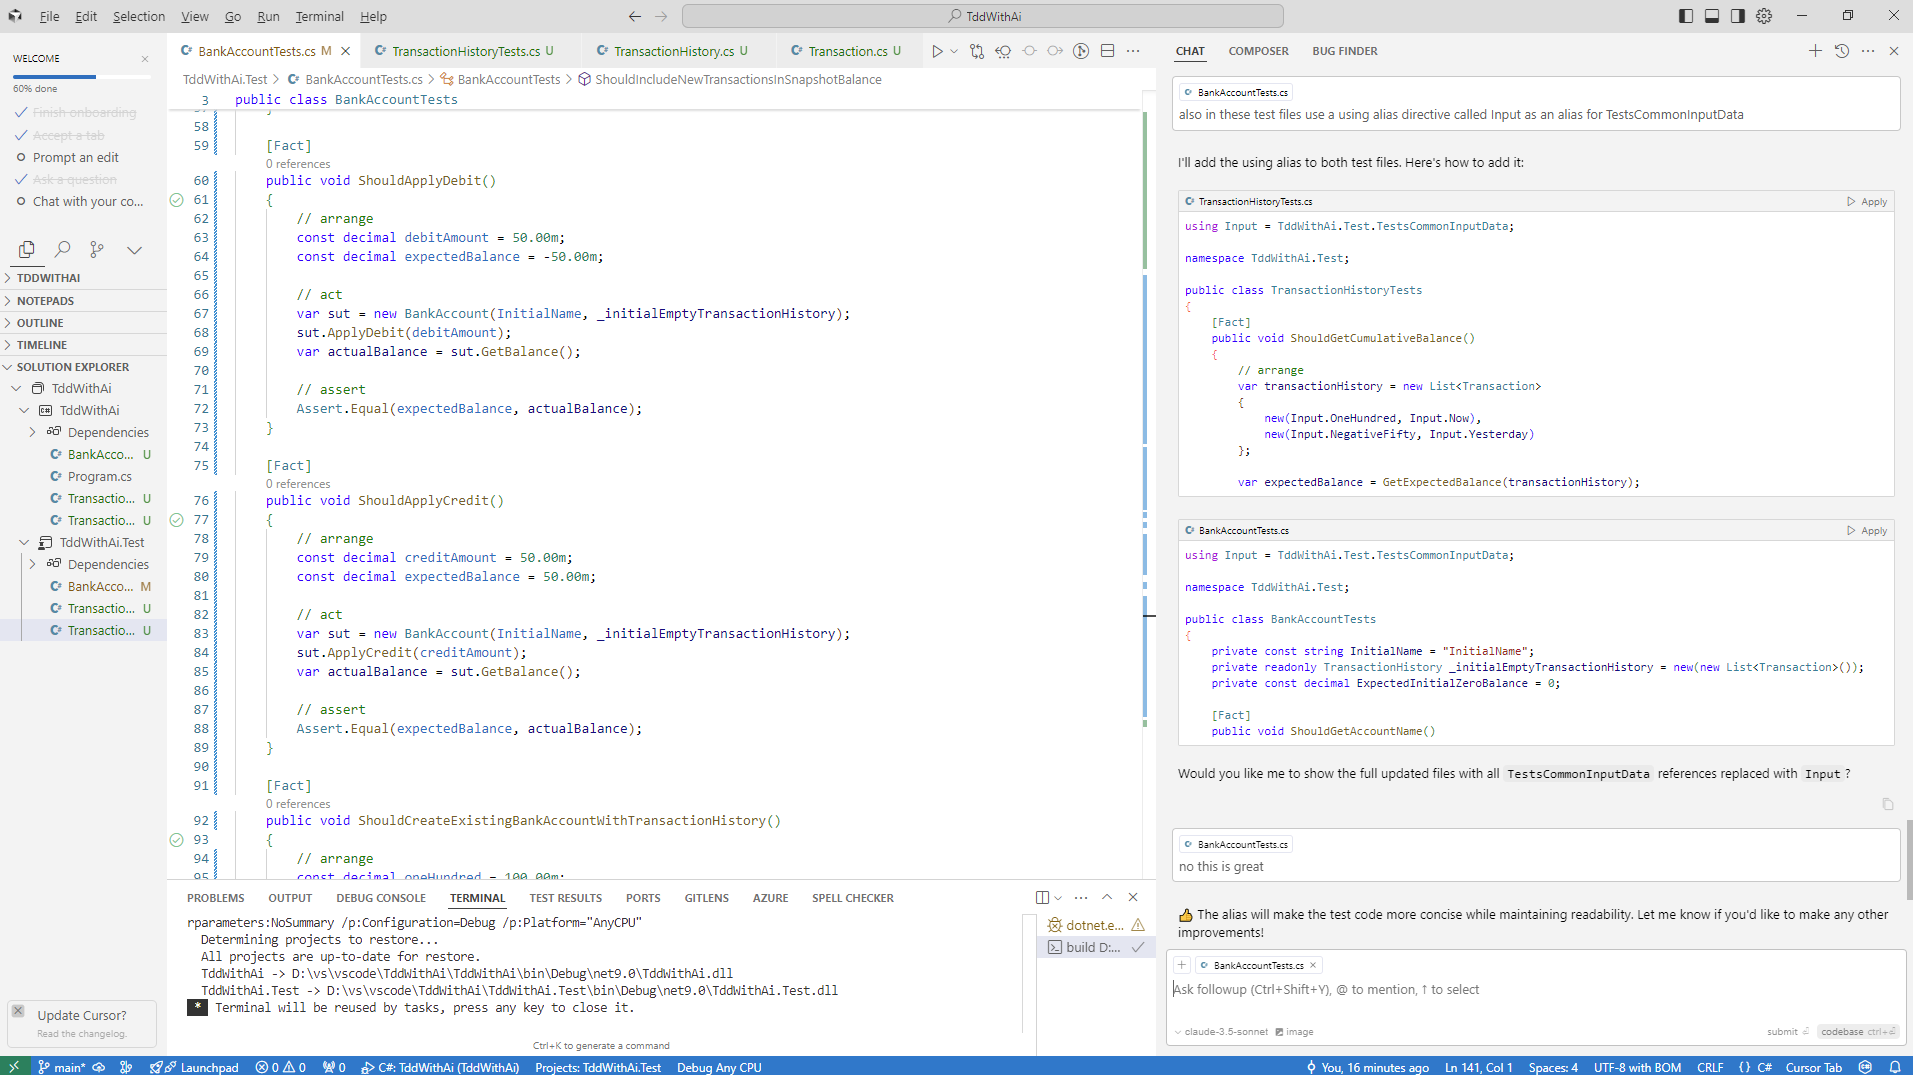 File Edit Selection View Go Run Terminal Help
TddWithAi
WELCOME
60% done
Finish onboarding
Accept a tab
Prompt an edit
Ask a question
Chat with your co...
TDDWITHAI
NOTEPADS
OUTLINE
TIMELINE
SOLUTION EXPLORER
TddWithAi
TddWithAi
Dependencies
BankAcco... U
Program.cs
Transactio... U
Transactio... U
TddWithAi.Test
Dependencies
BankAcco... M
Transactio... U
Transactio... U
Update Cursor?
Read the changelog.
BankAccountTests.cs M
TransactionHistoryTests.cs U
TransactionHistory.cs U
Transaction.cs U
TddWithAi.Test > BankAccountTests.cs > BankAccountTests > ShouldIncludeNewTransactionsInSnapshotBalance
3 public class BankAccountTests
57 }
58
59 [Fact]
0 references
60 public void ShouldApplyDebit()
61 {
62 // arrange
63 const decimal debitAmount = 50.00m;
64 const decimal expectedBalance = -50.00m;
65
66 // act
67 var sut = new BankAccount(InitialName, _initialEmptyTransactionHistory);
68 sut.ApplyDebit(debitAmount);
69 var actualBalance = sut.GetBalance();
70
71 // assert
72 Assert.Equal(expectedBalance, actualBalance);
73 }
74
75 [Fact]
0 references
76 public void ShouldApplyCredit()
77 {
78 // arrange
79 const decimal creditAmount = 50.00m;
80 const decimal expectedBalance = 50.00m;
81
82 // act
83 var sut = new BankAccount(InitialName, _initialEmptyTransactionHistory);
84 sut.ApplyCredit(creditAmount);
85 var actualBalance = sut.GetBalance();
86
87 // assert
88 Assert.Equal(expectedBalance, actualBalance);
89 }
90
91 [Fact]
0 references
92 public void ShouldCreateExistingBankAccountWithTransactionHistory()
93 {
94 // arrange
95 const decimal oneHundred = 100.00m;
PROBLEMS OUTPUT DEBUG CONSOLE TERMINAL TEST RESULTS PORTS GITLENS AZURE SPELL CHECKER
rparameters:NoSummary /p:Configuration=Debug /p:Platform="AnyCPU"
Determining projects to restore...
All projects are up-to-date for restore.
TddWithAi -> D:\vs\vscode\TddWithAi\TddWithAi\bin\Debug\net9.0\TddWithAi.dll
TddWithAi.Test -> D:\vs\vscode\TddWithAi\TddWithAi.Test\bin\Debug\net9.0\TddWithAi.Test.dll
* Terminal will be reused by tasks, press any key to close it.
Ctrl+K to generate a command
dotnet.e...
build D:...
CHAT COMPOSER BUG FINDER
BankAccountTests.cs
also in these test files use a using alias directive called Input as an alias for TestsCommonInputData
I'll add the using alias to both test files. Here's how to add it:
TransactionHistoryTests.cs Apply
using Input = TddWithAi.Test.TestsCommonInputData;
namespace TddWithAi.Test;
public class TransactionHistoryTests
{
[Fact]
public void ShouldGetCumulativeBalance()
{
// arrange
var transactionHistory = new List<Transaction>
{
new(Input.OneHundred, Input.Now),
new(Input.NegativeFifty, Input.Yesterday)
};
var expectedBalance = GetExpectedBalance(transactionHistory);
BankAccountTests.cs Apply
using Input = TddWithAi.Test.TestsCommonInputData;
namespace TddWithAi.Test;
public class BankAccountTests
{
private const string InitialName = "InitialName";
private readonly TransactionHistory _initialEmptyTransactionHistory = new(new List<Transaction>());
private const decimal ExpectedInitialZeroBalance = 0;
[Fact]
public void ShouldGetAccountName()
Would you like me to show the full updated files with all TestsCommonInputData references replaced with Input ?
BankAccountTests.cs
no this is great
👍 The alias will make the test code more concise while maintaining readability. Let me know if you'd like to make any other
improvements!
BankAccountTests.cs
Ask followup (Ctrl+Shift+Y), @ to mention, ↑ to select
claude-3.5-sonnet image submit codebase ctrl+
main* Launchpad 0 0 0 C#: TddWithAi (TddWithAi) Projects: TddWithAi.Test Debug Any CPU You, 16 minutes ago Ln 141, Col 1 Spaces: 4 UTF-8 with BOM CRLF {} C# Cursor Tab